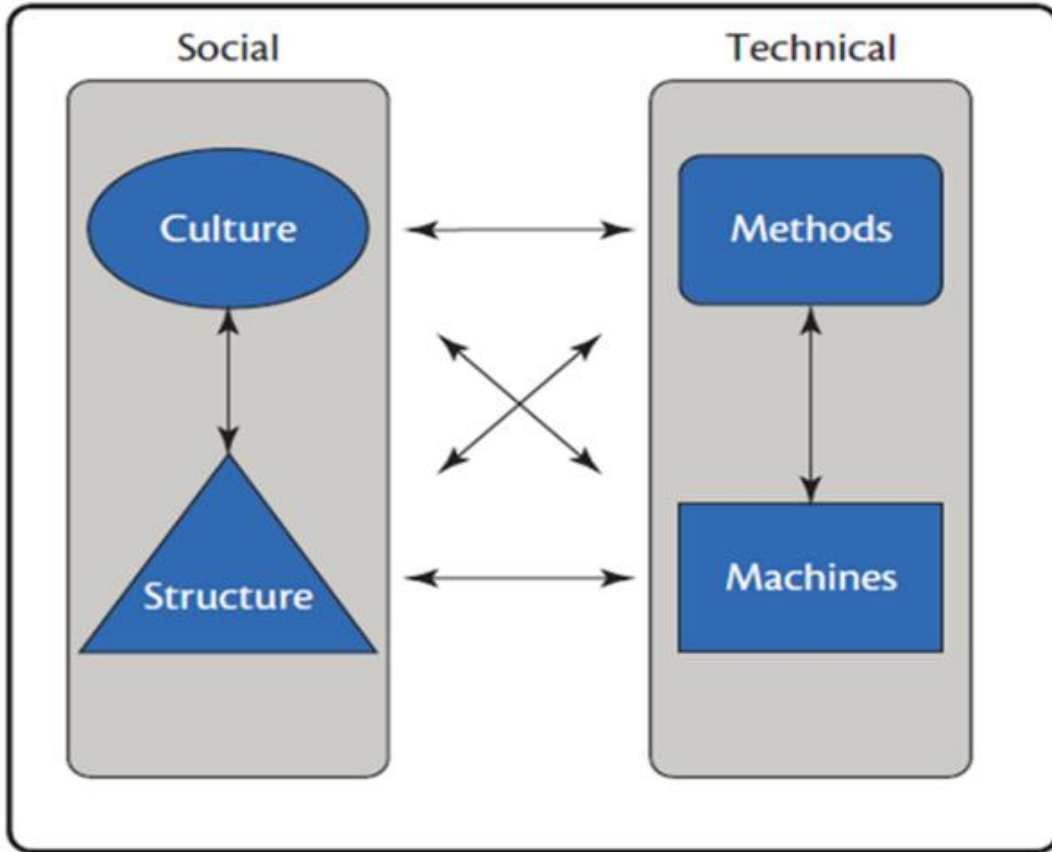 Social
Technical
Culture
Methods
Structure
Machines